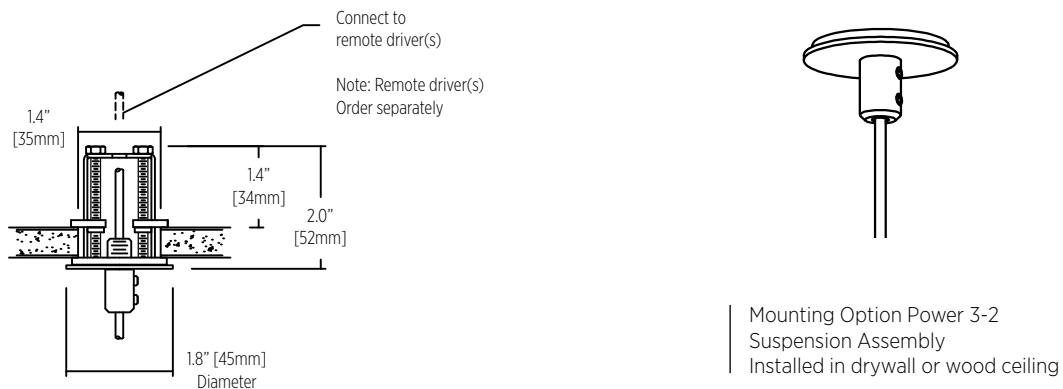 Connect to
remote driver(s)
Note: Remote driver(s)
Order separately
1.4”
[35mm]
1.4”
[34mm]
2.0”
[52mm]
1.8” [45mm]
Diameter
Mounting Option Power 3-2
Suspension Assembly
Installed in drywall or wood ceiling